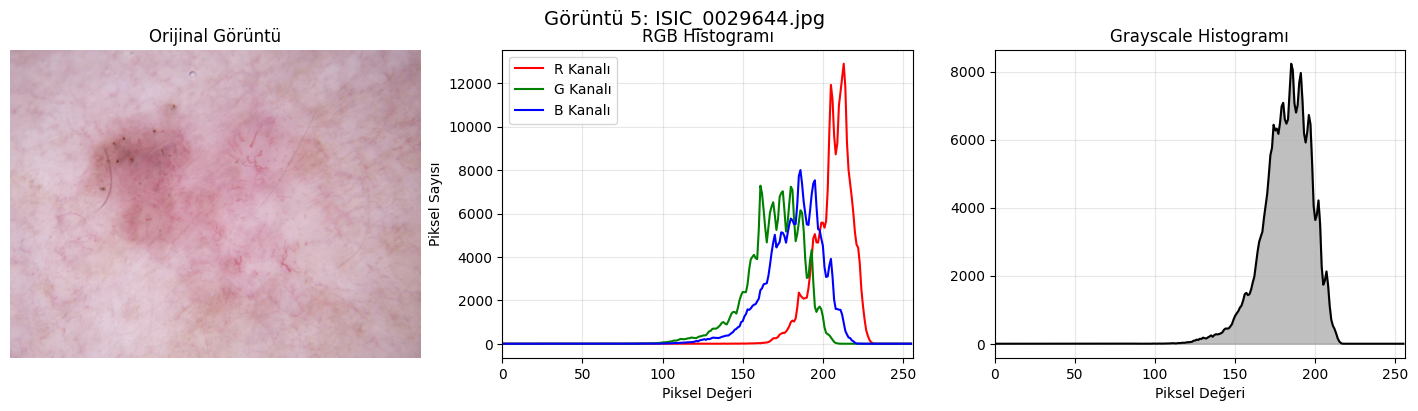 Görüntü 5: ISIC_0029644.jpg
Orijinal Görüntü
RGB Histogramı
Grayscale Histogramı
R Kanalı
G Kanalı
B Kanalı
Piksel Sayısı
12000
10000
8000
6000
4000
2000
0
0 50 100 150 200 250
Piksel Değeri
8000
6000
4000
2000
0
0 50 100 150 200 250
Piksel Değeri